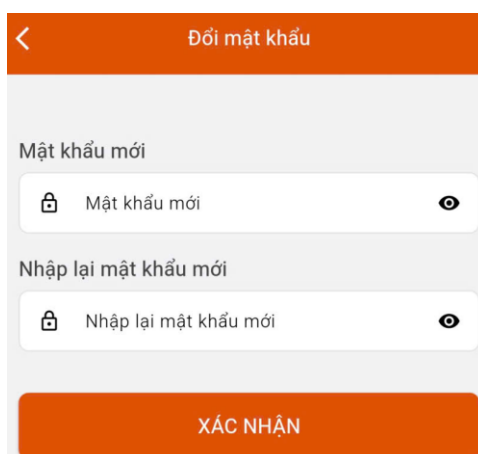 Đổi mật khẩu
Mật khẩu mới
Mật khẩu mới
Nhập lại mật khẩu mới
Nhập lại mật khẩu mới
XÁC NHẬN